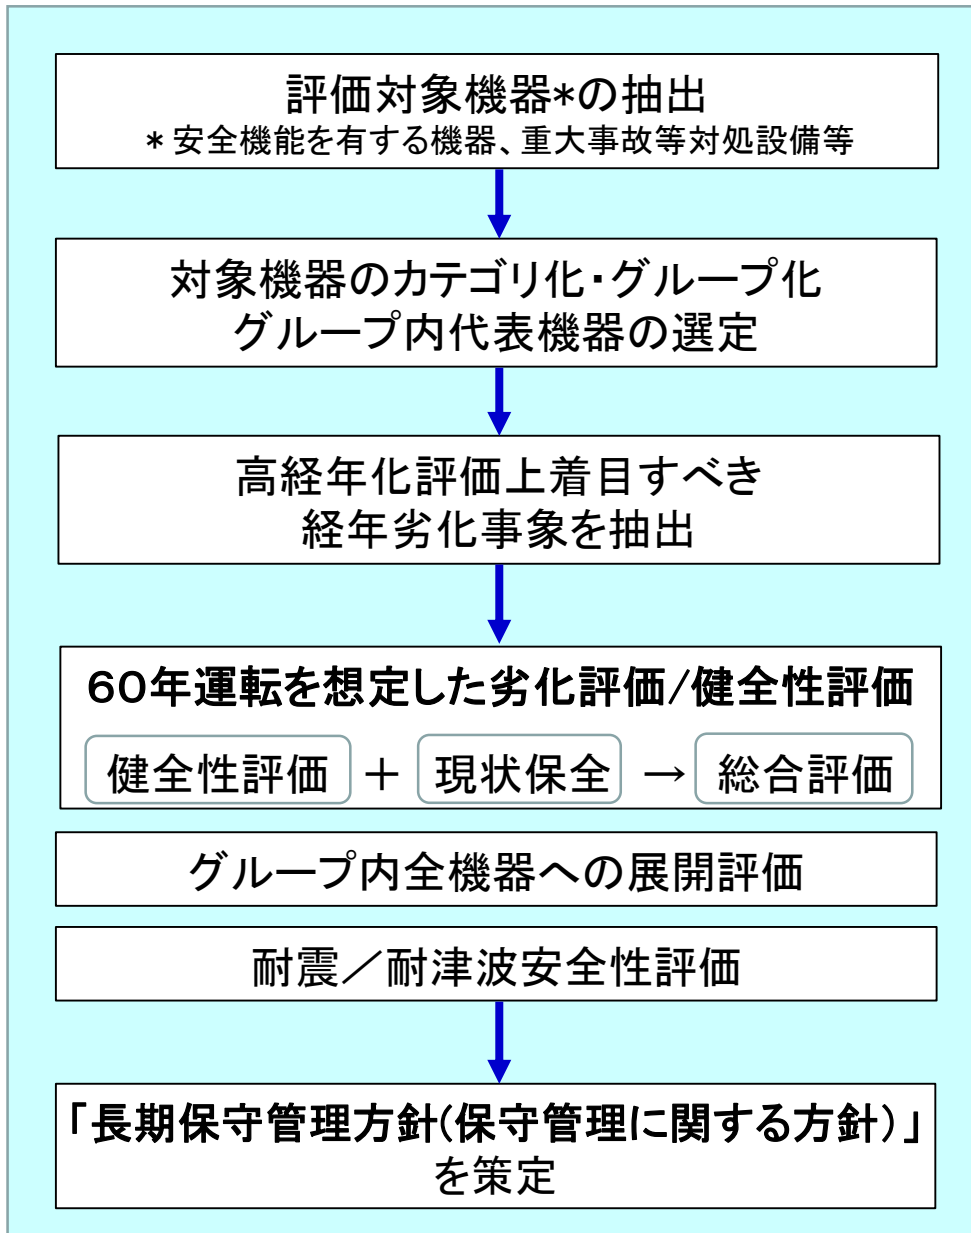 評価対象機器*の抽出
* 安全機能を有する機器、重大事故等対処設備等
対象機器のカテゴリ化・グループ化
グループ内代表機器の選定
高経年化評価上着目すべき
経年劣化事象を抽出
60年運転を想定した劣化評価/健全性評価
健全性評価 + 現状保全 → 総合評価
グループ内全機器への展開評価
耐震／耐津波安全性評価
「長期保守管理方針(保守管理に関する方針)」
を策定